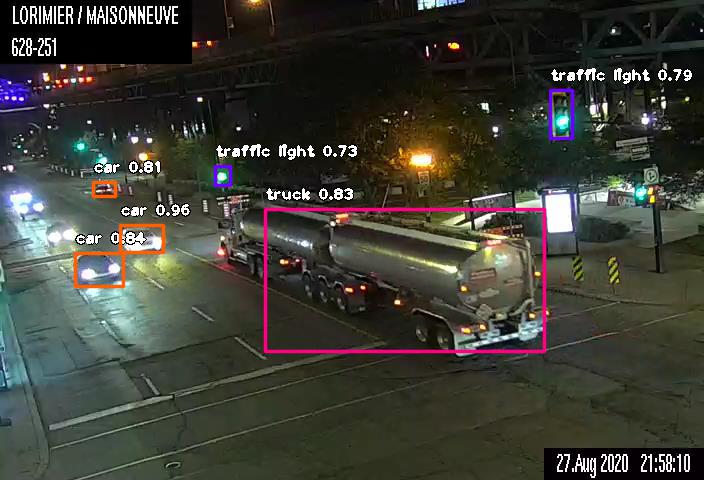 LORIMIER / MAISONNEUVE
628-251
traffic light 0.79
traffic light 0.73
car 0.81
truck 0.83
car 0.96
car 0.84
27.Aug 2020 21:58:10